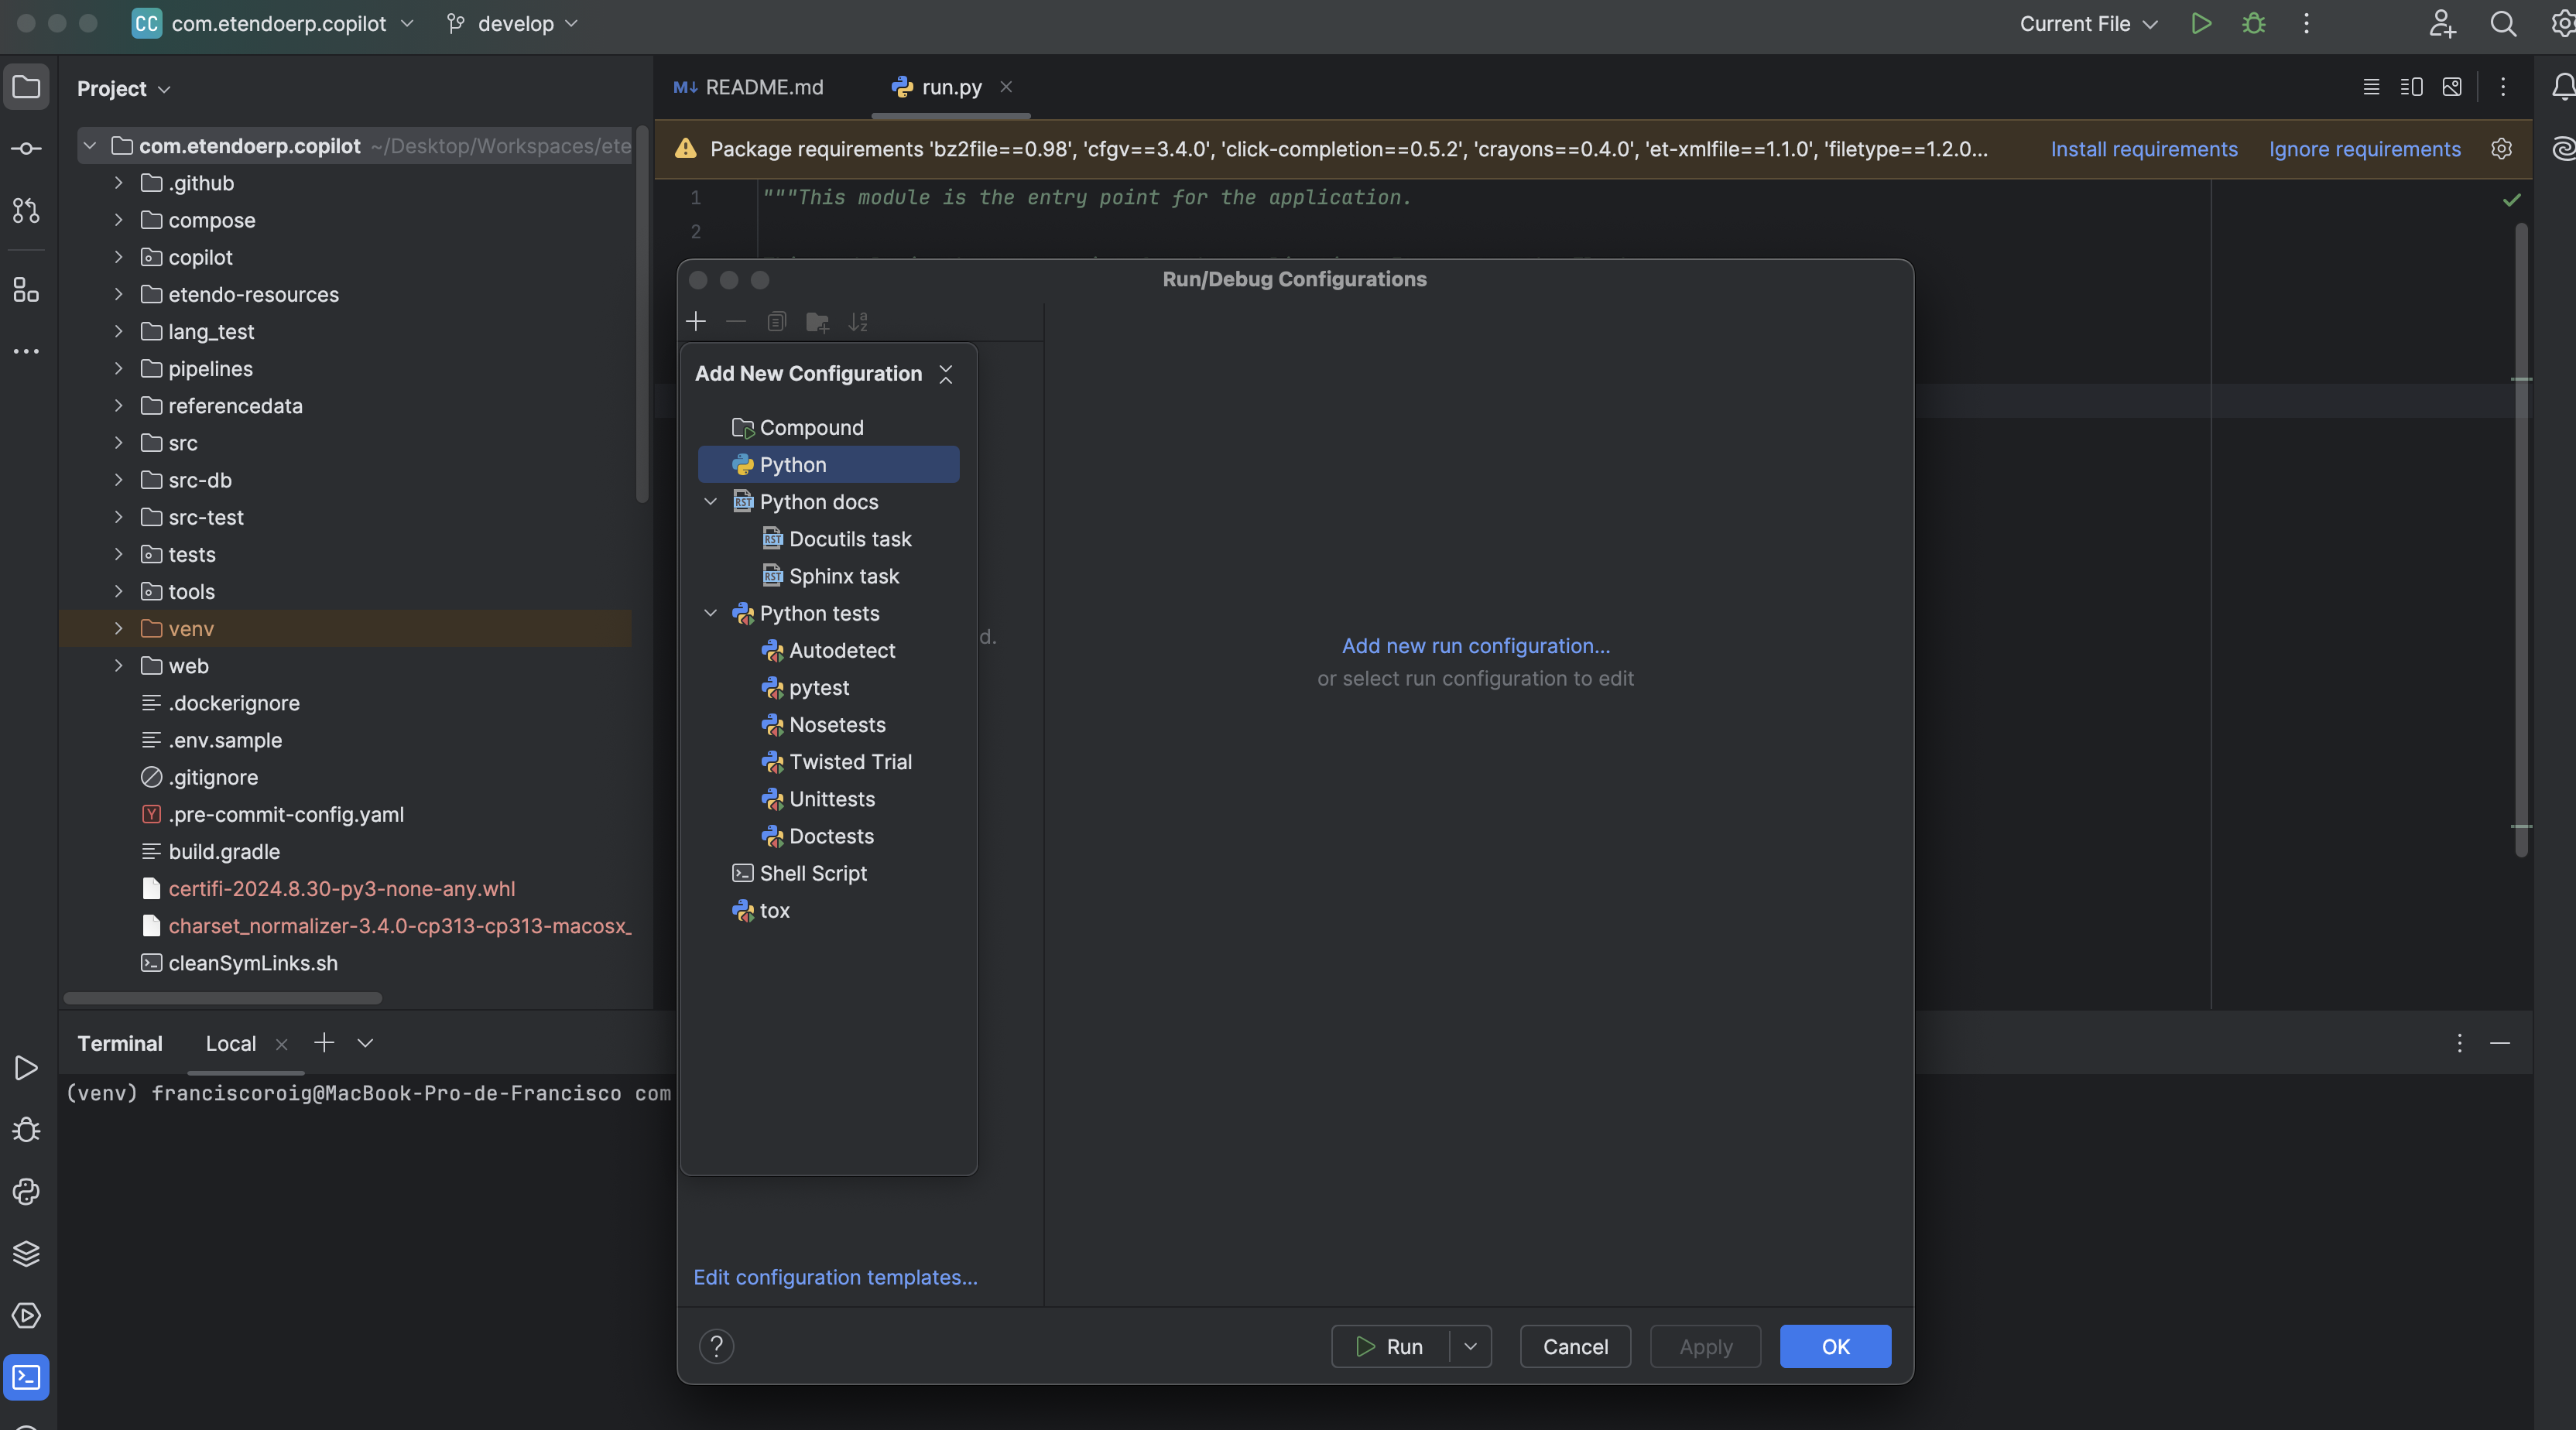 CC com.etendoerp.copilot develop Current File
Project
README.md run.py
com.etendoerp.copilot ~/Desktop/Workspaces/ete
Package requirements 'bz2file==0.98', 'cfgv==3.4.0', 'click-completion==0.5.2', 'crayons==0.4.0', 'et-xmlfile==1.1.0', 'filetype==1.2.0... Install requirements Ignore requirements
.github
compose
copilot
etendo-resources
lang_test
pipelines
referencedata
src
src-db
src-test
tests
tools
venv
web
.dockerignore
.env.sample
.gitignore
.pre-commit-config.yaml
build.gradle
certifi-2024.8.30-py3-none-any.whl
charset_normalizer-3.4.0-cp313-cp313-macosx_
cleanSymLinks.sh
1 """This module is the entry point for the application.
2
Run/Debug Configurations
Add New Configuration
Compound
Python
Python docs
Docutils task
Sphinx task
Python tests
Autodetect
pytest
Nosetests
Twisted Trial
Unittests
Doctests
Shell Script
tox
d.
Add new run configuration...
or select run configuration to edit
Edit configuration templates...
? Run Cancel Apply OK
Terminal Local
(venv) franciscoroig@MacBook-Pro-de-Francisco com